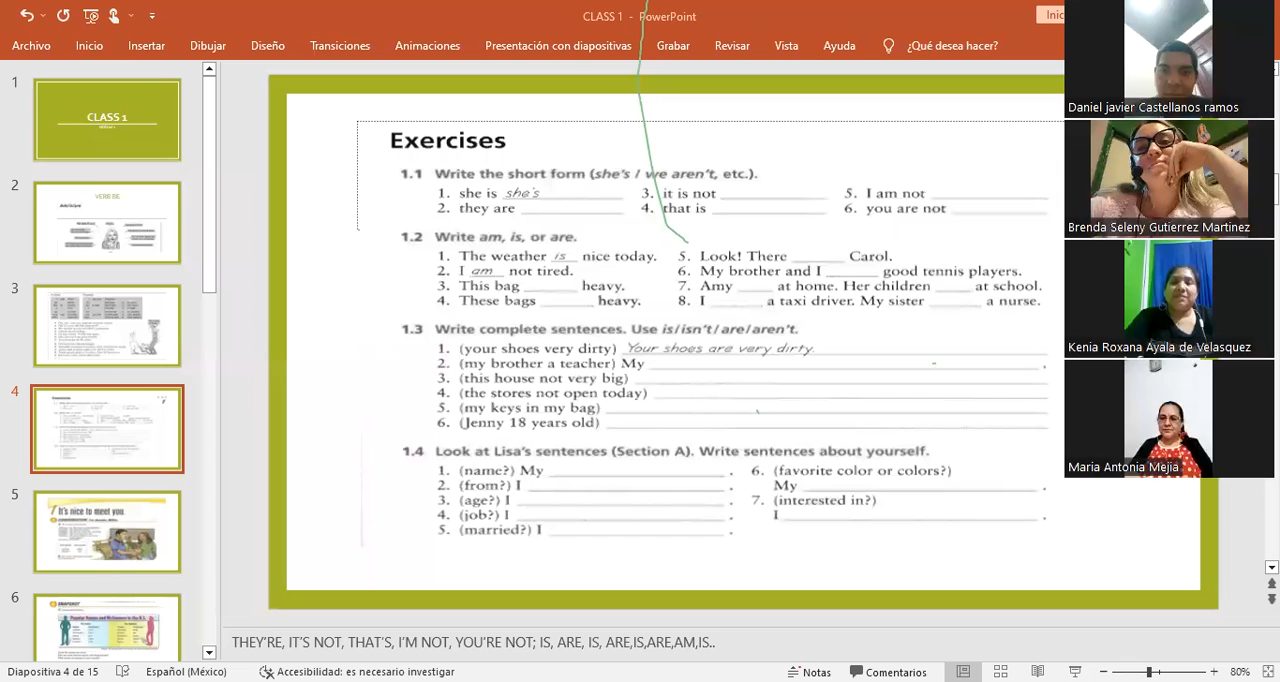 CLASS 1 - PowerPoint
Inic
Archivo Inicio Insertar Dibujar Diseño Transiciones Animaciones Presentación con diapositivas Grabar Revisar Vista Ayuda ¿Qué desea hacer?
1
CLASS 1
2
VERB BE
3
4
5
It's nice to meet you.
6
SNAPSHOT
Exercises
1.1 Write the short form (she's / we aren't, etc.).
1. she is she's 3. it is not 5. I am not
2. they are 4. that is 6. you are not
1.2 Write am, is, or are.
1. The weather is nice today. 5. Look! There Carol.
2. I am not tired. 6. My brother and I good tennis players.
3. This bag heavy. 7. Amy at home. Her children at school.
4. These bags heavy. 8. I a taxi driver. My sister a nurse.
1.3 Write complete sentences. Use is/isn't/are/aren't.
1. (your shoes very dirty) Your shoes are very dirty.
2. (my brother a teacher) My .
3. (this house not very big)
4. (the stores not open today)
5. (my keys in my bag)
6. (Jenny 18 years old)
1.4 Look at Lisa's sentences (Section A). Write sentences about yourself.
1. (name?) My . 6. (favorite color or colors?)
2. (from?) I . My .
3. (age?) I . 7. (interested in?)
4. (job?) I . I .
5. (married?) I .
Daniel javier Castellanos ramos
Brenda Seleny Gutierrez Martinez
Kenia Roxana Ayala de Velasquez
Maria Antonia Mejia
THEY'RE, IT'S NOT, THAT'S, I'M NOT, YOU'RE NOT; IS, ARE, IS, ARE,IS,ARE,AM,IS..
Diapositiva 4 de 15 Español (México) Accesibilidad: es necesario investigar Notas Comentarios 80%